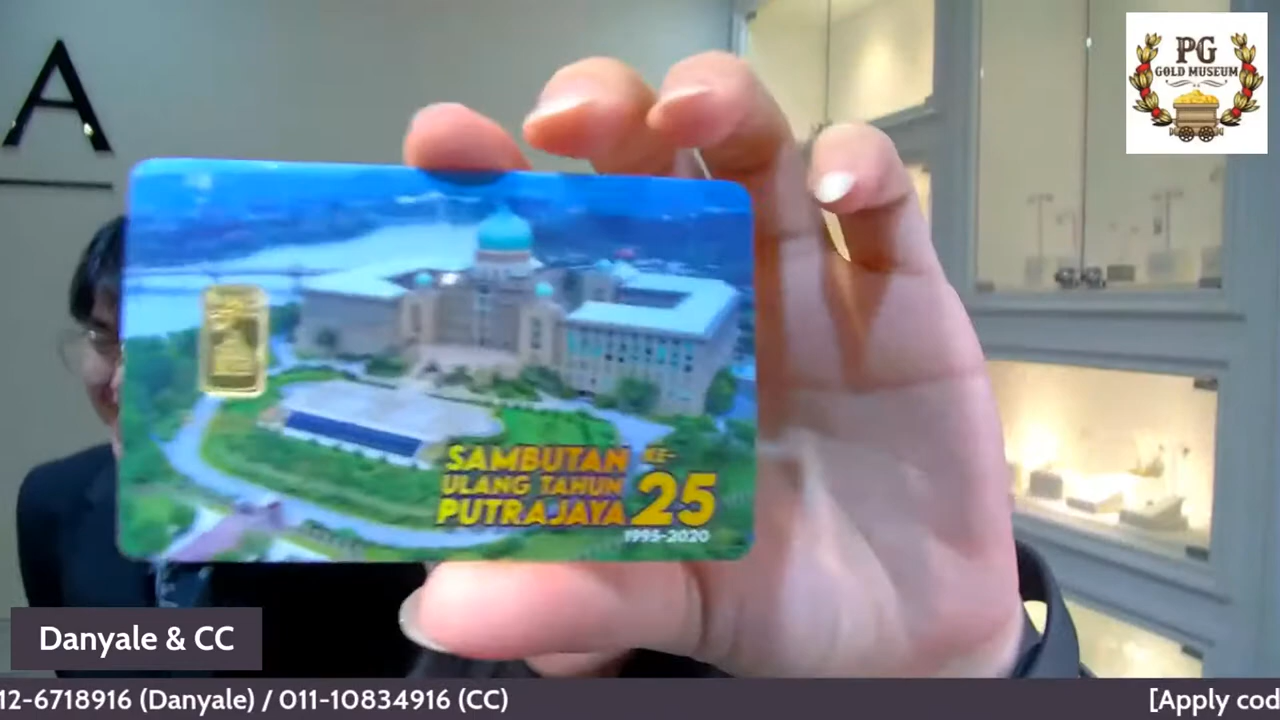 A
PG
GOLD MUSEUM
SAMBUTAN KE-
ULANG TAHUN
PUTRAJAYA 25
1995-2020
Danyale & CC
12-6718916 (Danyale) / 011-10834916 (CC)
[Apply cod